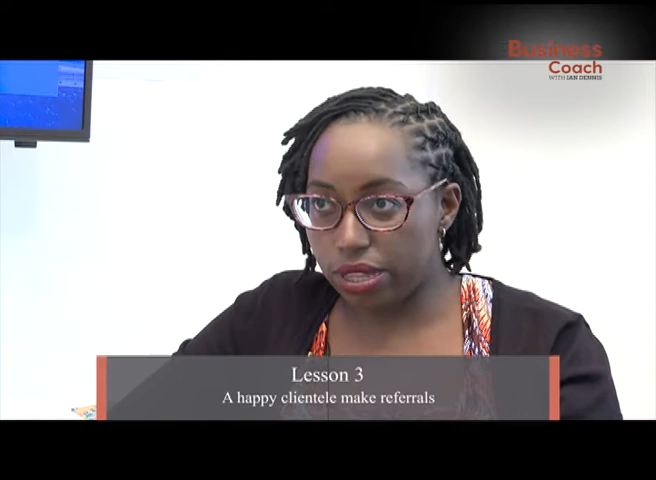 Business
Coach
WITH IAN DENNIS
Lesson 3
A happy clientele make referrals